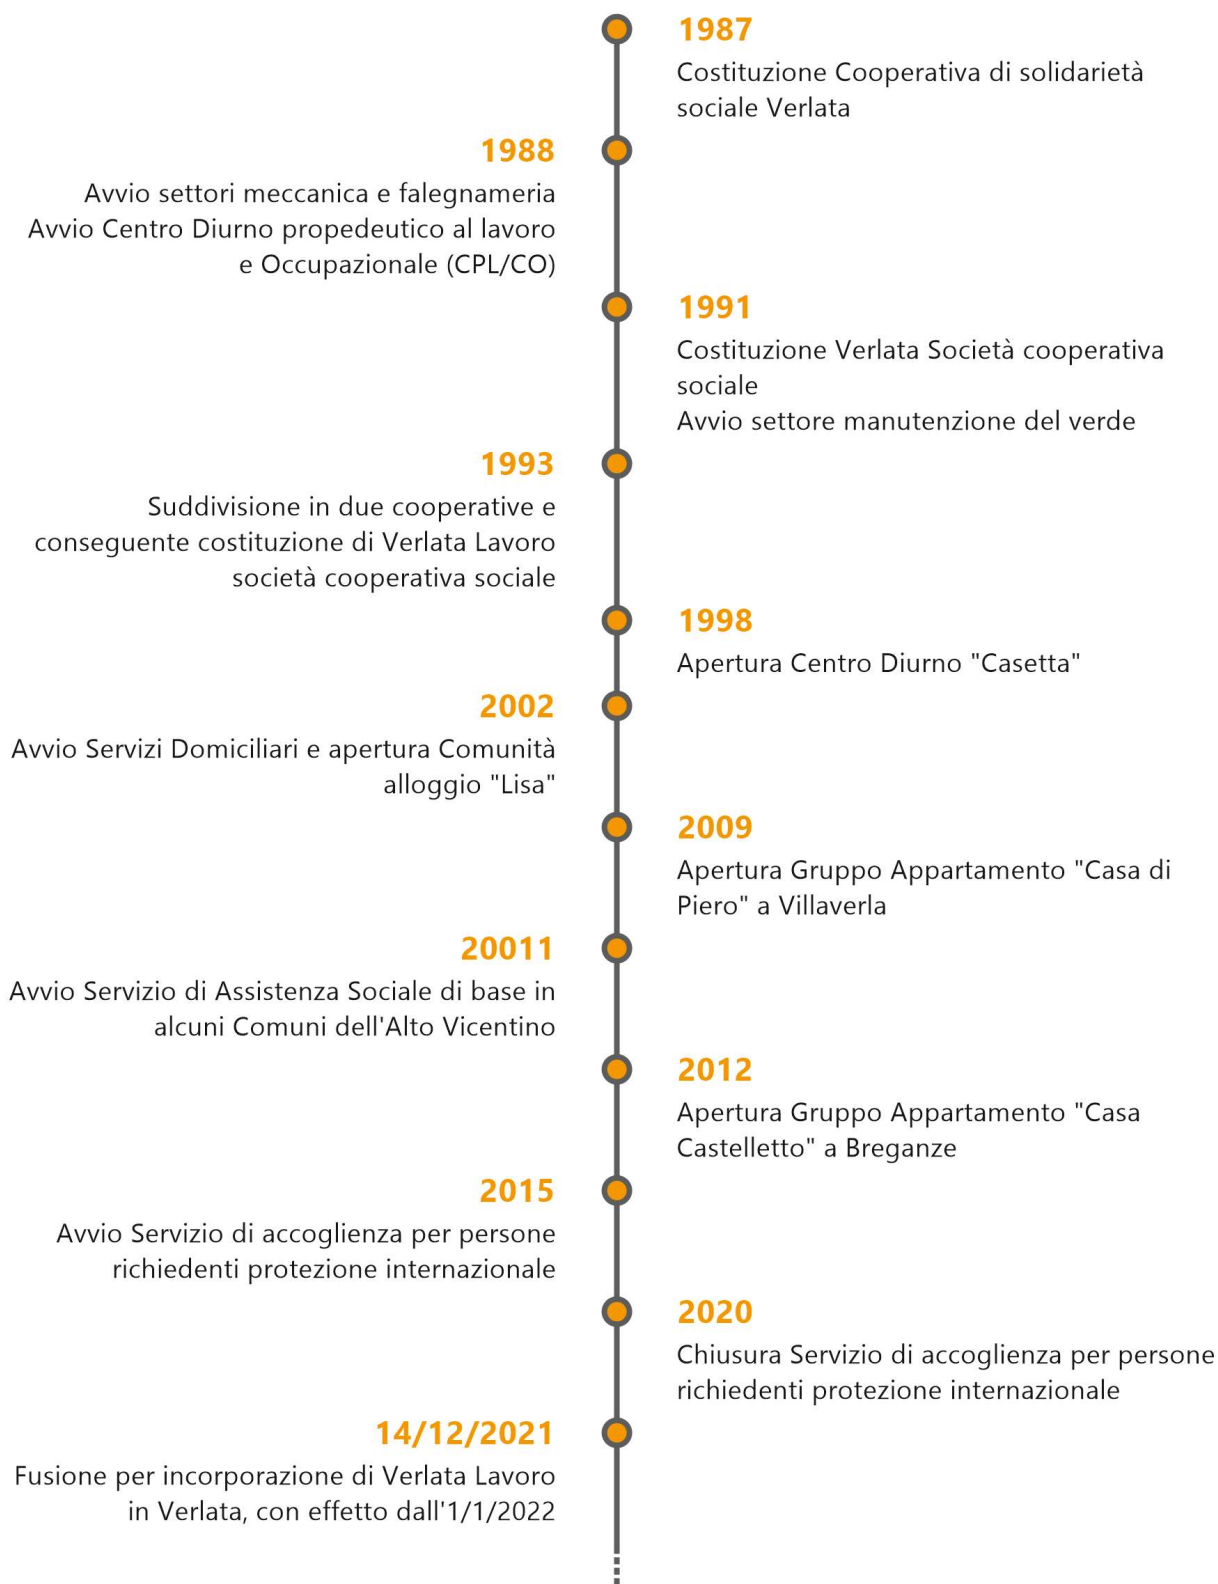 1987
Costituzione Cooperativa di solidarietà
sociale Verlata
1988
Avvio settori meccanica e falegnameria
Avvio Centro Diurno propedeutico al lavoro
e Occupazionale (CPL/CO)
1991
Costituzione Verlata Società cooperativa
sociale
Avvio settore manutenzione del verde
1993
Suddivisione in due cooperative e
conseguente costituzione di Verlata Lavoro
società cooperativa sociale
1998
Apertura Centro Diurno "Casetta"
2002
Avvio Servizi Domiciliari e apertura Comunità
alloggio "Lisa"
2009
Apertura Gruppo Appartamento "Casa di
Piero" a Villaverla
20011
Avvio Servizio di Assistenza Sociale di base in
alcuni Comuni dell'Alto Vicentino
2012
Apertura Gruppo Appartamento "Casa
Castelletto" a Breganze
2015
Avvio Servizio di accoglienza per persone
richiedenti protezione internazionale
2020
Chiusura Servizio di accoglienza per persone
richiedenti protezione internazionale
14/12/2021
Fusione per incorporazione di Verlata Lavoro
in Verlata, con effetto dall'1/1/2022